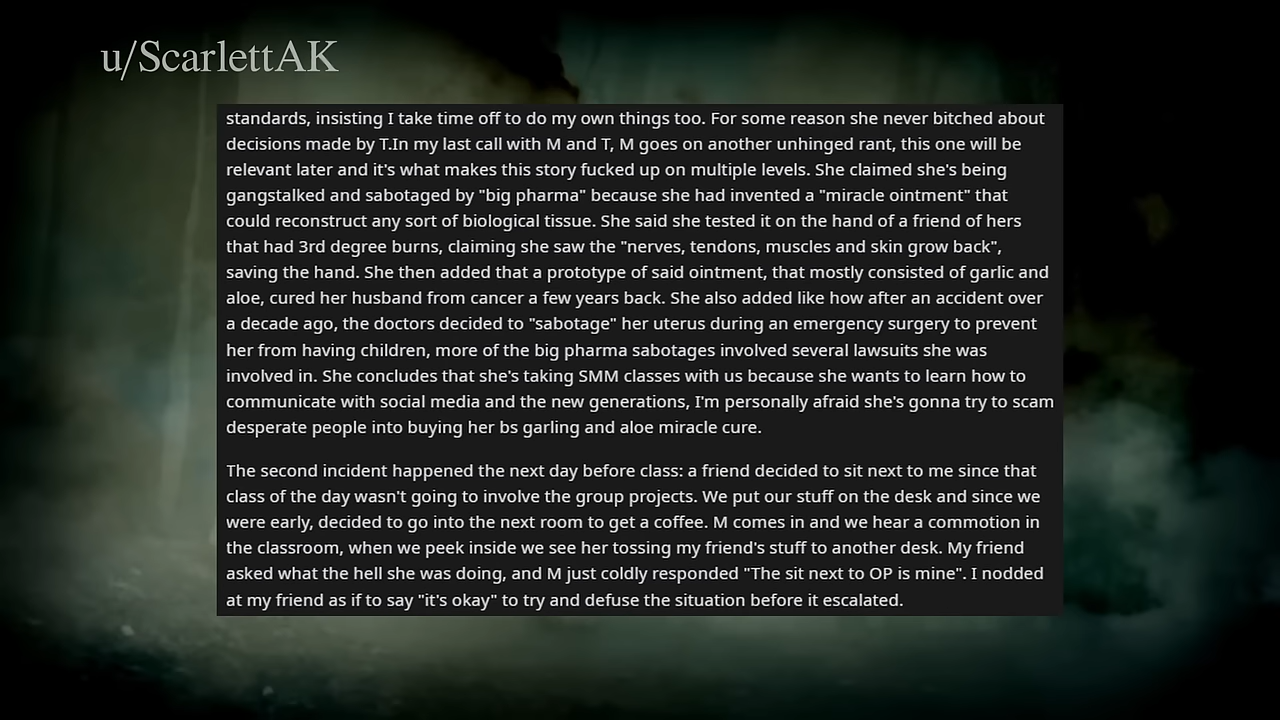 u/ScarlettAK
standards, insisting I take time off to do my own things too. For some reason she never bitched about
decisions made by T.In my last call with M and T, M goes on another unhinged rant, this one will be
relevant later and it's what makes this story fucked up on multiple levels. She claimed she's being
gangstalked and sabotaged by "big pharma" because she had invented a "miracle ointment" that
could reconstruct any sort of biological tissue. She said she tested it on the hand of a friend of hers
that had 3rd degree burns, claiming she saw the "nerves, tendons, muscles and skin grow back",
saving the hand. She then added that a prototype of said ointment, that mostly consisted of garlic and
aloe, cured her husband from cancer a few years back. She also added like how after an accident over
a decade ago, the doctors decided to "sabotage" her uterus during an emergency surgery to prevent
her from having children, more of the big pharma sabotages involved several lawsuits she was
involved in. She concludes that she's taking SMM classes with us because she wants to learn how to
communicate with social media and the new generations, I'm personally afraid she's gonna try to scam
desperate people into buying her bs garling and aloe miracle cure.
The second incident happened the next day before class: a friend decided to sit next to me since that
class of the day wasn't going to involve the group projects. We put our stuff on the desk and since we
were early, decided to go into the next room to get a coffee. M comes in and we hear a commotion in
the classroom, when we peek inside we see her tossing my friend's stuff to another desk. My friend
asked what the hell she was doing, and M just coldly responded "The sit next to OP is mine". I nodded
at my friend as if to say "it's okay" to try and defuse the situation before it escalated.